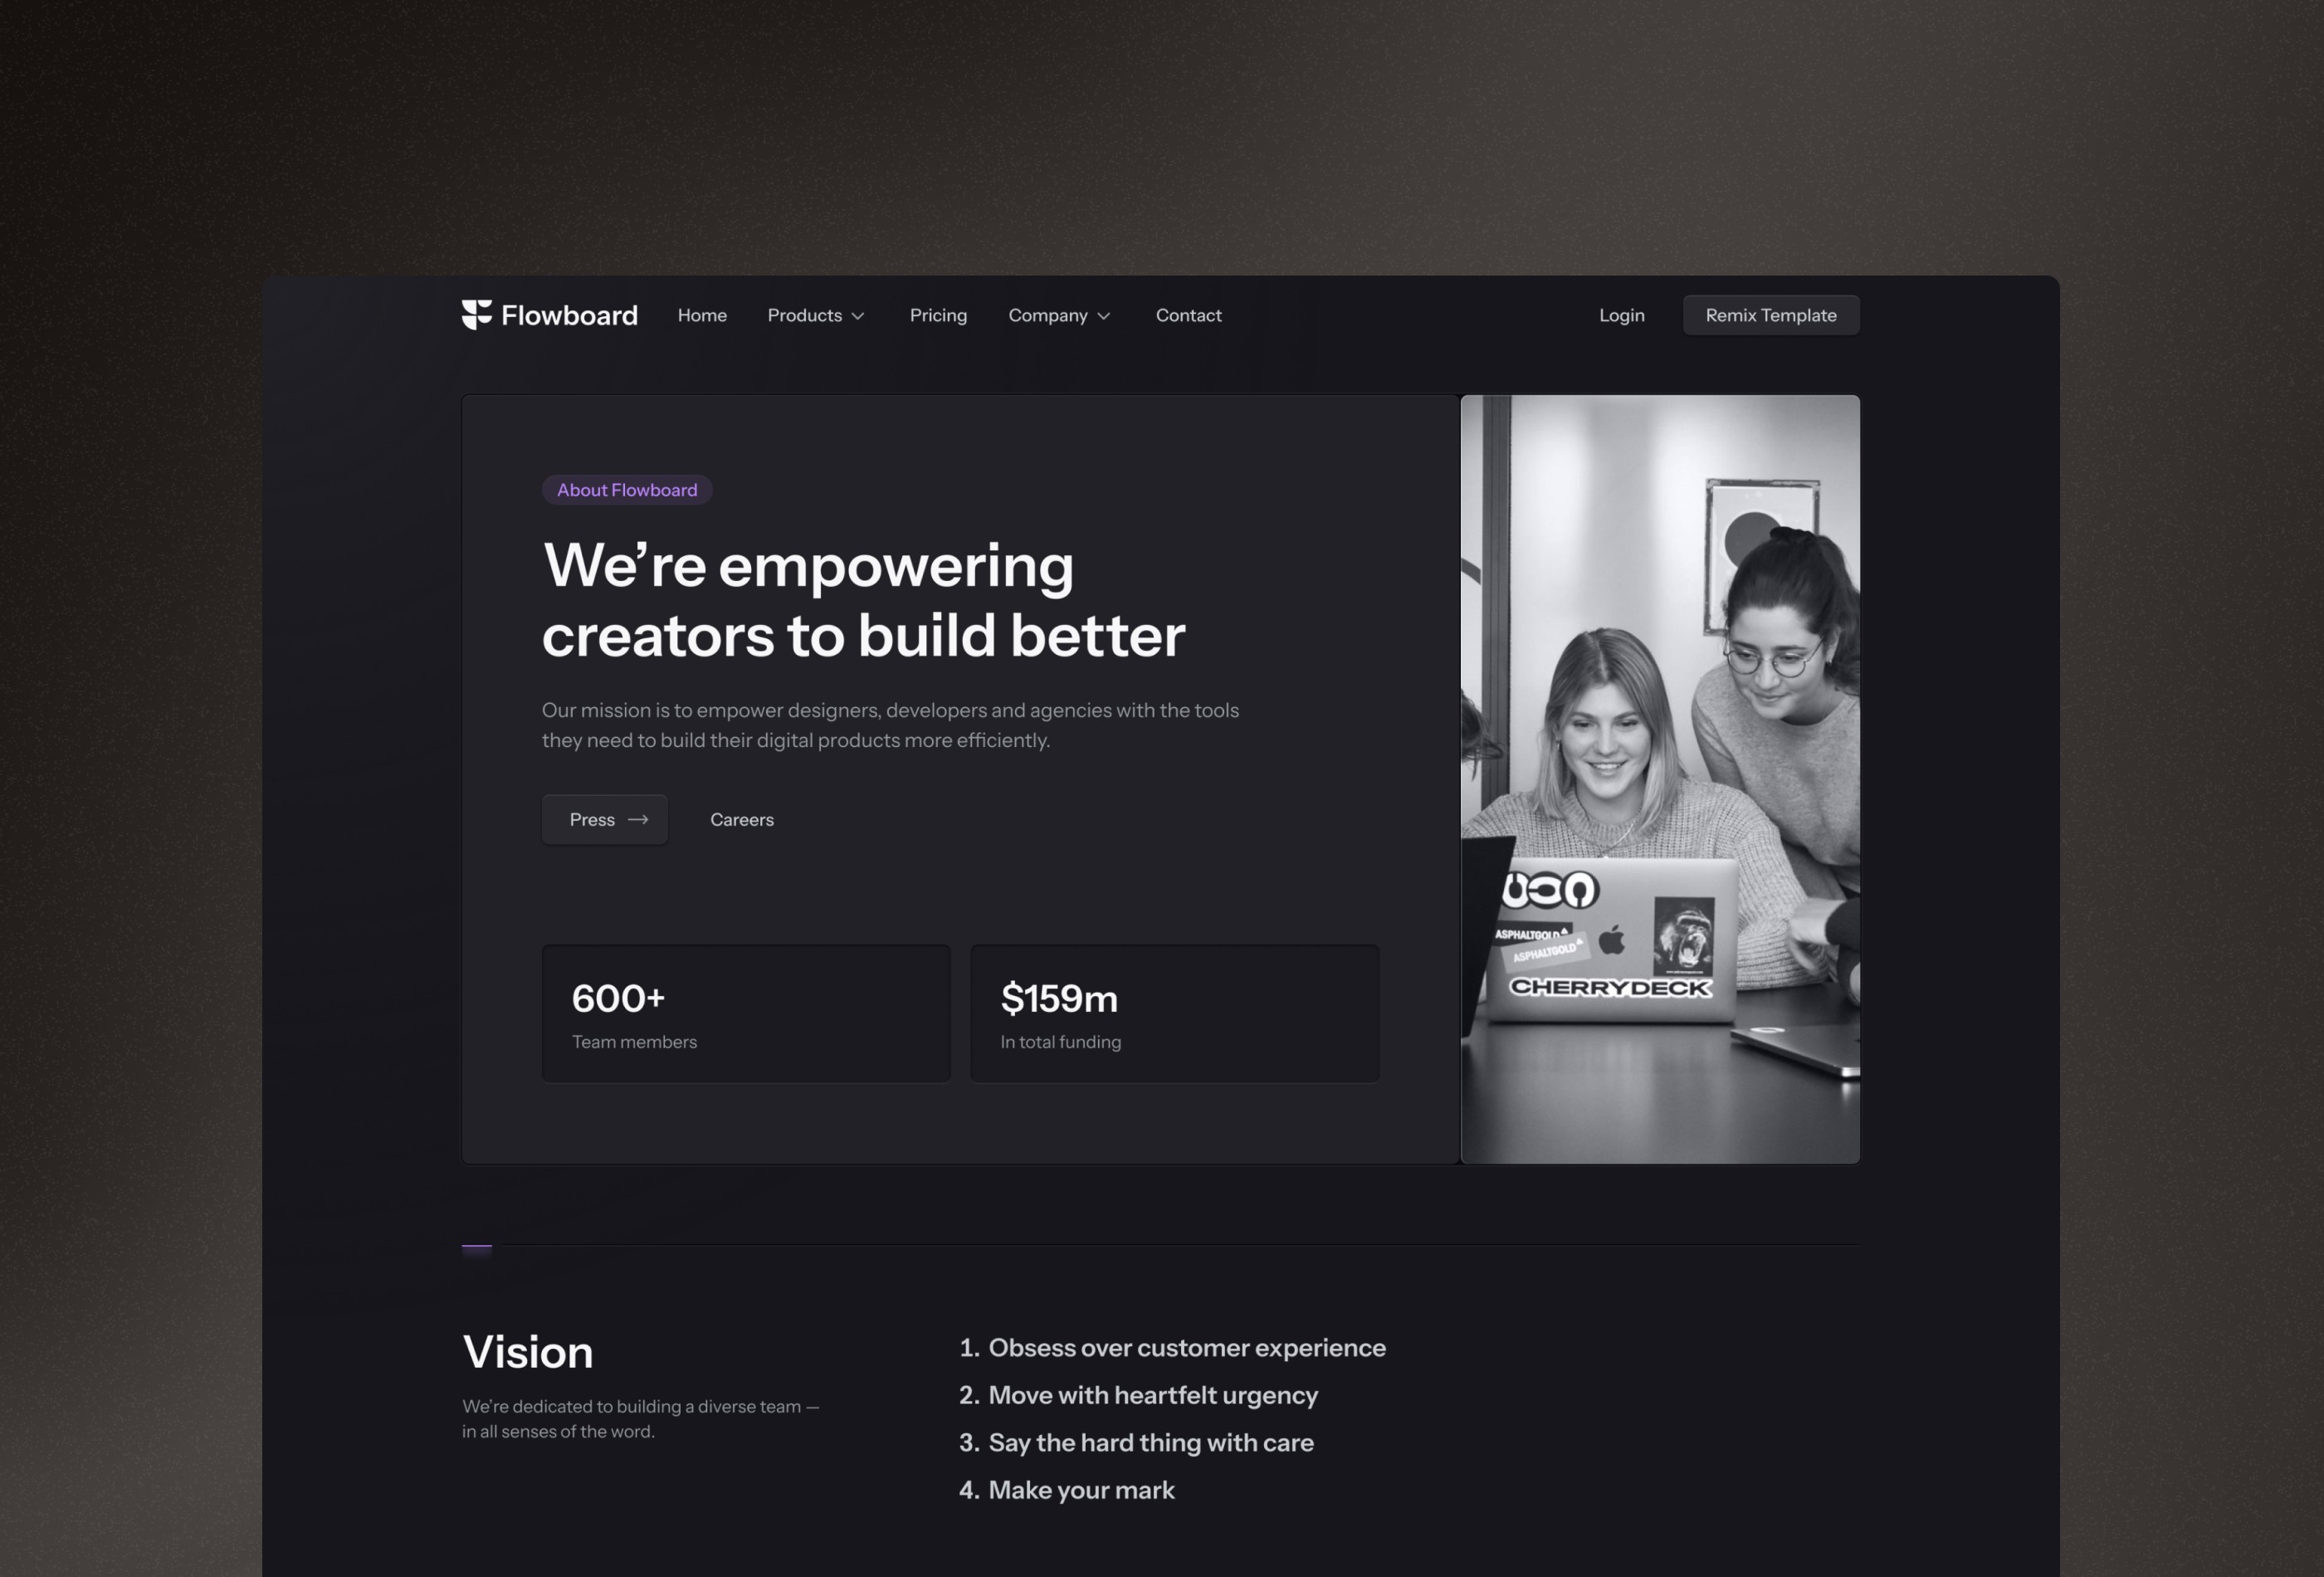 Flowboard
Home
Products
Pricing
Company
Contact
Login
Remix Template
About Flowboard
We’re empowering
creators to build better
Our mission is to empower designers, developers and agencies with the tools
they need to build their digital products more efficiently.
Press
Careers
600+
Team members
$159m
In total funding
ASPHALTGOLD
ASPHALTGOLD
CHERRYDECK
Vision
We’re dedicated to building a diverse team —
in all senses of the word.
1. Obsess over customer experience
2. Move with heartfelt urgency
3. Say the hard thing with care
4. Make your mark